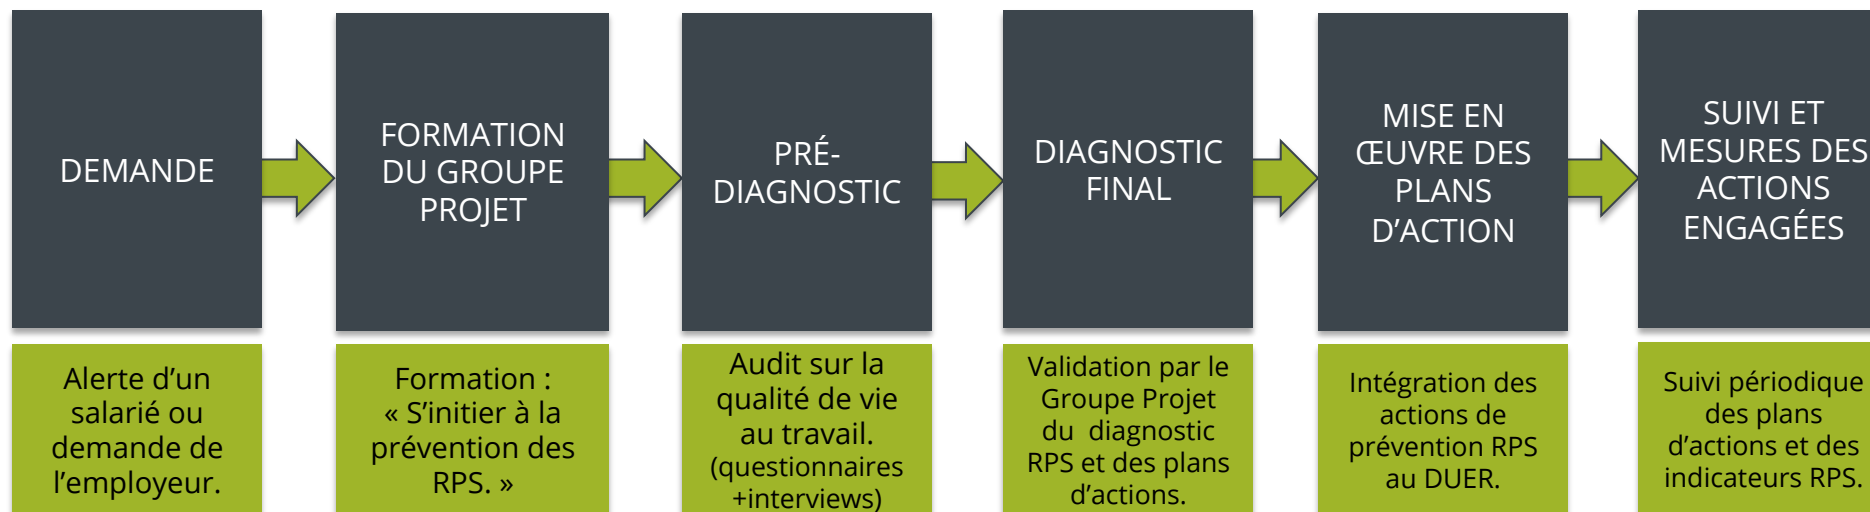 DEMANDE
FORMATION
DU GROUPE
PROJET
PRÉ-
DIAGNOSTIC
DIAGNOSTIC
FINAL
MISE EN
ŒUVRE DES
PLANS
D’ACTION
SUIVI ET
MESURES DES
ACTIONS
ENGAGÉES
Alerte d’un
salarié ou
demande de
l’employeur.
Formation :
« S’initier à la
prévention des
RPS. »
Audit sur la
qualité de vie
au travail.
(questionnaires
+interviews)
Validation par le
Groupe Projet
du diagnostic
RPS et des plans
d’actions.
Intégration des
actions de
prévention RPS
au DUER.
Suivi périodique
des plans
d’actions et des
indicateurs RPS.